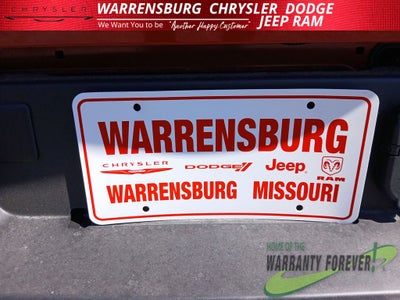 CHRYSLER
WARRENSBURG CHRYSLER DODGE
JEEP RAM
We Want You to be "Another Happy Customer"
WARRENSBURG
CHRYSLER DODGE Jeep RAM
WARRENSBURG MISSOURI
HOME OF THE
WARRANTY FOREVER!